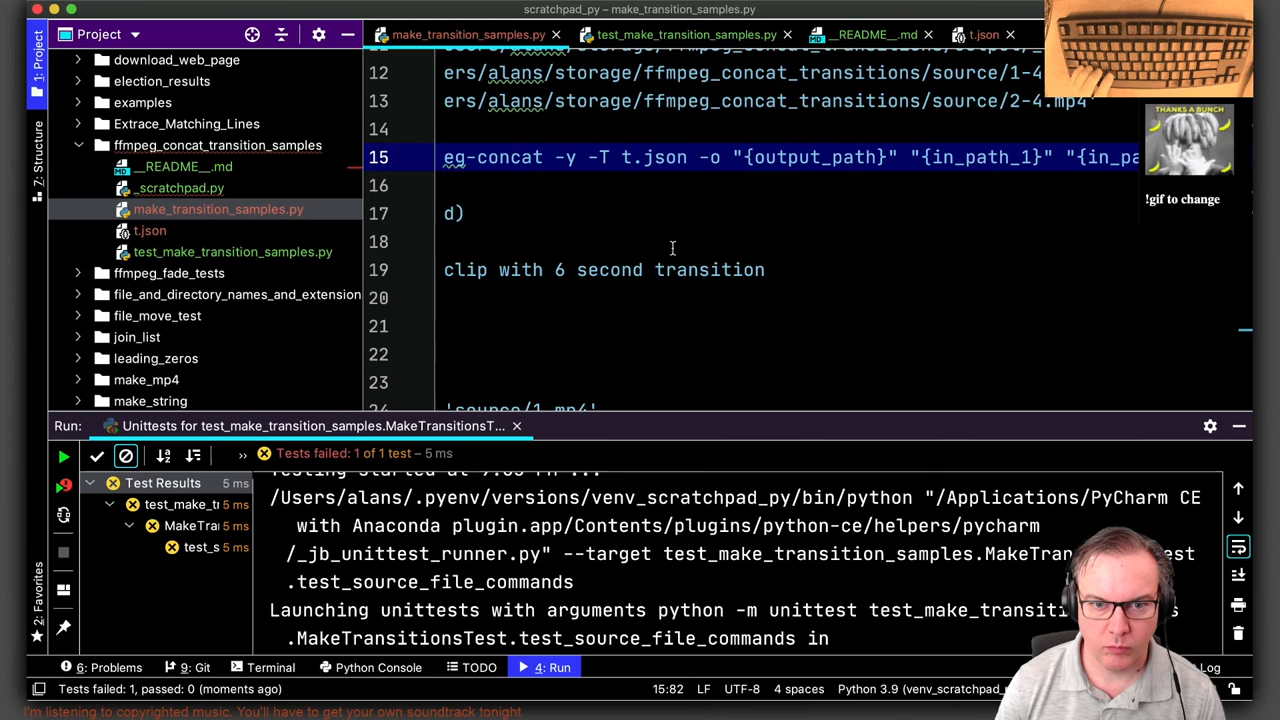 scratchpad_py – make_transition_samples.py
Project
make_transition_samples.py
test_make_transition_samples.py
__README__.md
t.json
1: Project
7: Structure
2: Favorites
download_web_page
election_results
examples
Extrace_Matching_Lines
ffmpeg_concat_transition_samples
__README__.md
_scratchpad.py
make_transition_samples.py
t.json
test_make_transition_samples.py
ffmpeg_fade_tests
file_and_directory_names_and_extension
file_move_test
join_list
leading_zeros
make_mp4
make_string
12 ers/alans/storage/ffmpeg_concat_transitions/source/1-4
13 ers/alans/storage/ffmpeg_concat_transitions/source/2-4.mp4'
14
15 eg-concat -y -T t.json -o "{output_path}" "{in_path_1}" "{in_pa
16
17 d)
18
19 clip with 6 second transition
20
21
22
23
24 'source/1.mp4'
THANKS A BUNCH
!gif to change
Run: Unittests for test_make_transition_samples.MakeTransitionsT...
Tests failed: 1 of 1 test – 5 ms
Test Results 5 ms
test_make_tr 5 ms
MakeTra 5 ms
test_s 5 ms
/Users/alans/.pyenv/versions/venv_scratchpad_py/bin/python "/Applications/PyCharm CE
with Anaconda plugin.app/Contents/plugins/python-ce/helpers/pycharm
/_jb_unittest_runner.py" --target test_make_transition_samples.MakeTran est
.test_source_file_commands
Launching unittests with arguments python -m unittest test_make_transiti s
.MakeTransitionsTest.test_source_file_commands in
6: Problems
9: Git
Terminal
Python Console
TODO
4: Run
Log
Tests failed: 1, passed: 0 (moments ago)
15:82 LF UTF-8 4 spaces Python 3.9 (venv_scratchpad_
I'm listening to copyrighted music. You'll have to get your own soundtrack tonight